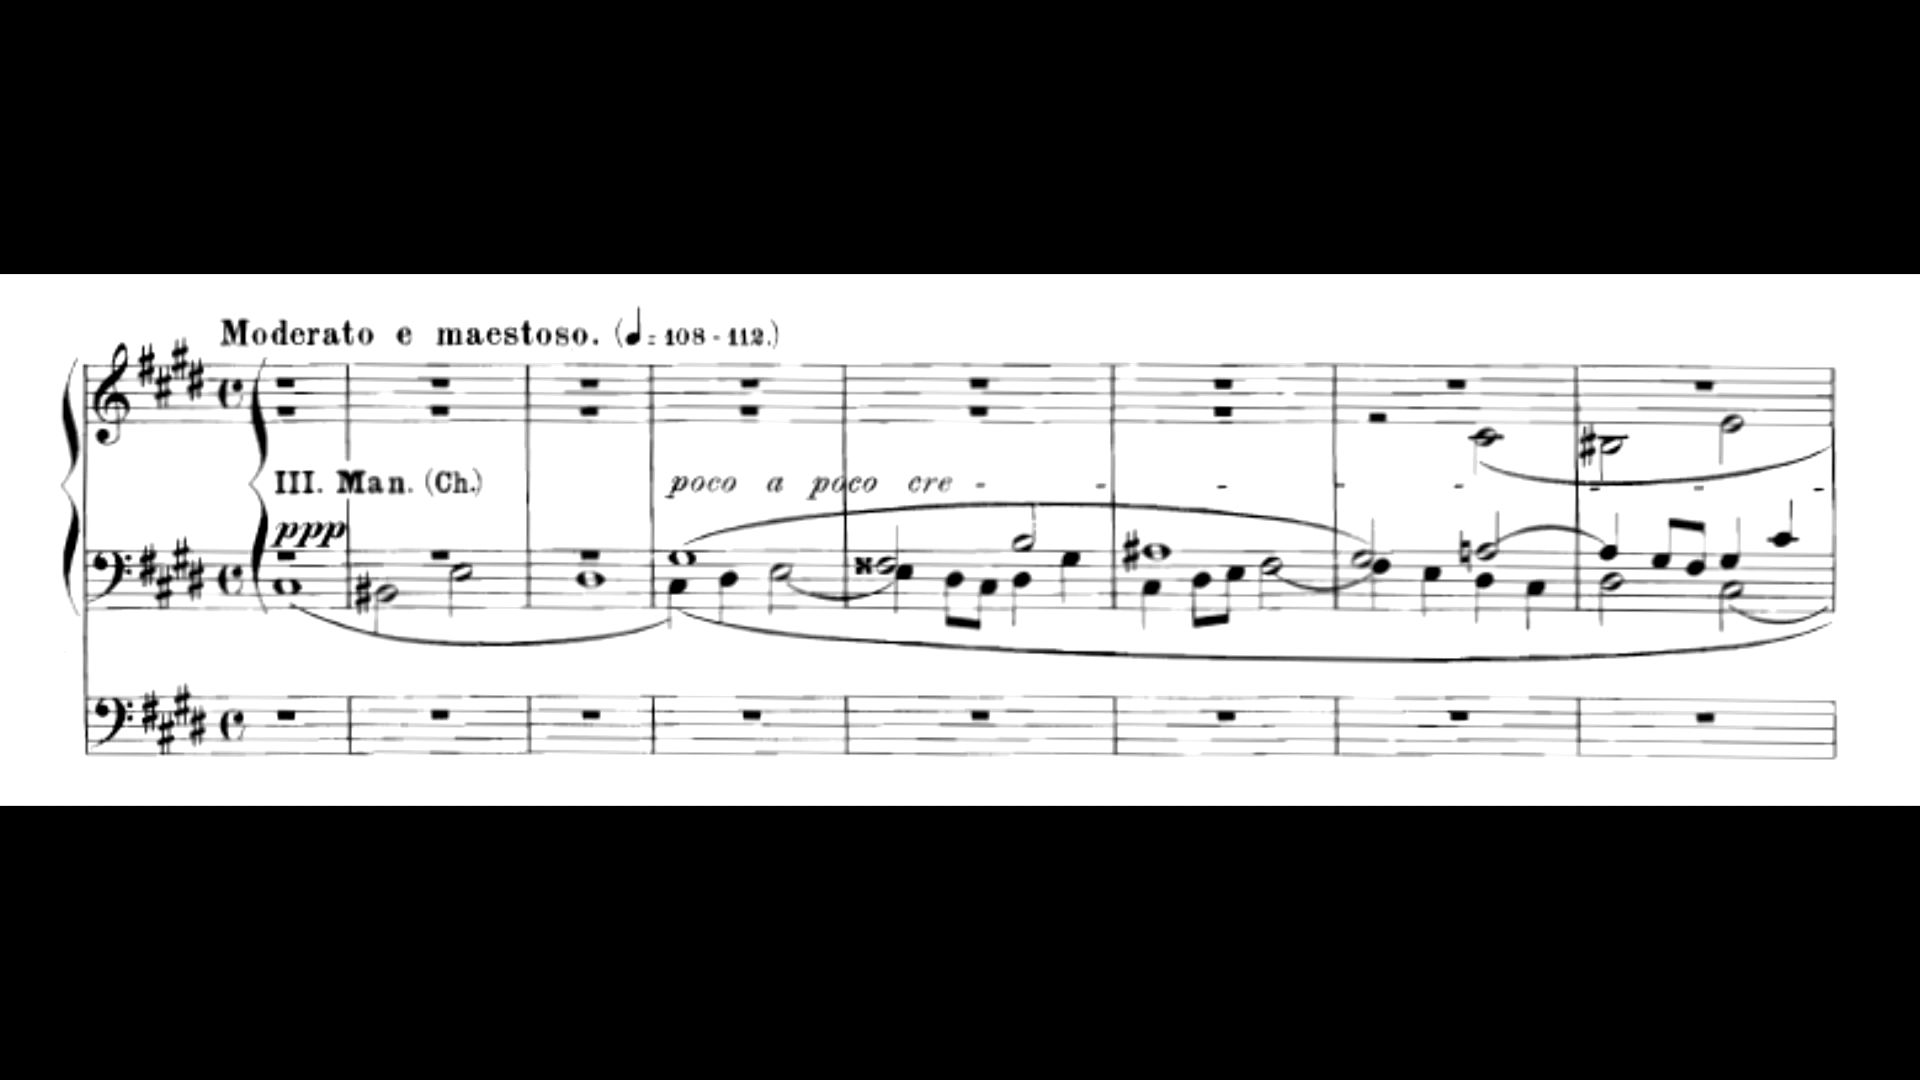 Moderato e maestoso. (♩ = 108 - 112.)
III. Man. (Ch.)
poco a poco cre - - - - - - - -
ppp